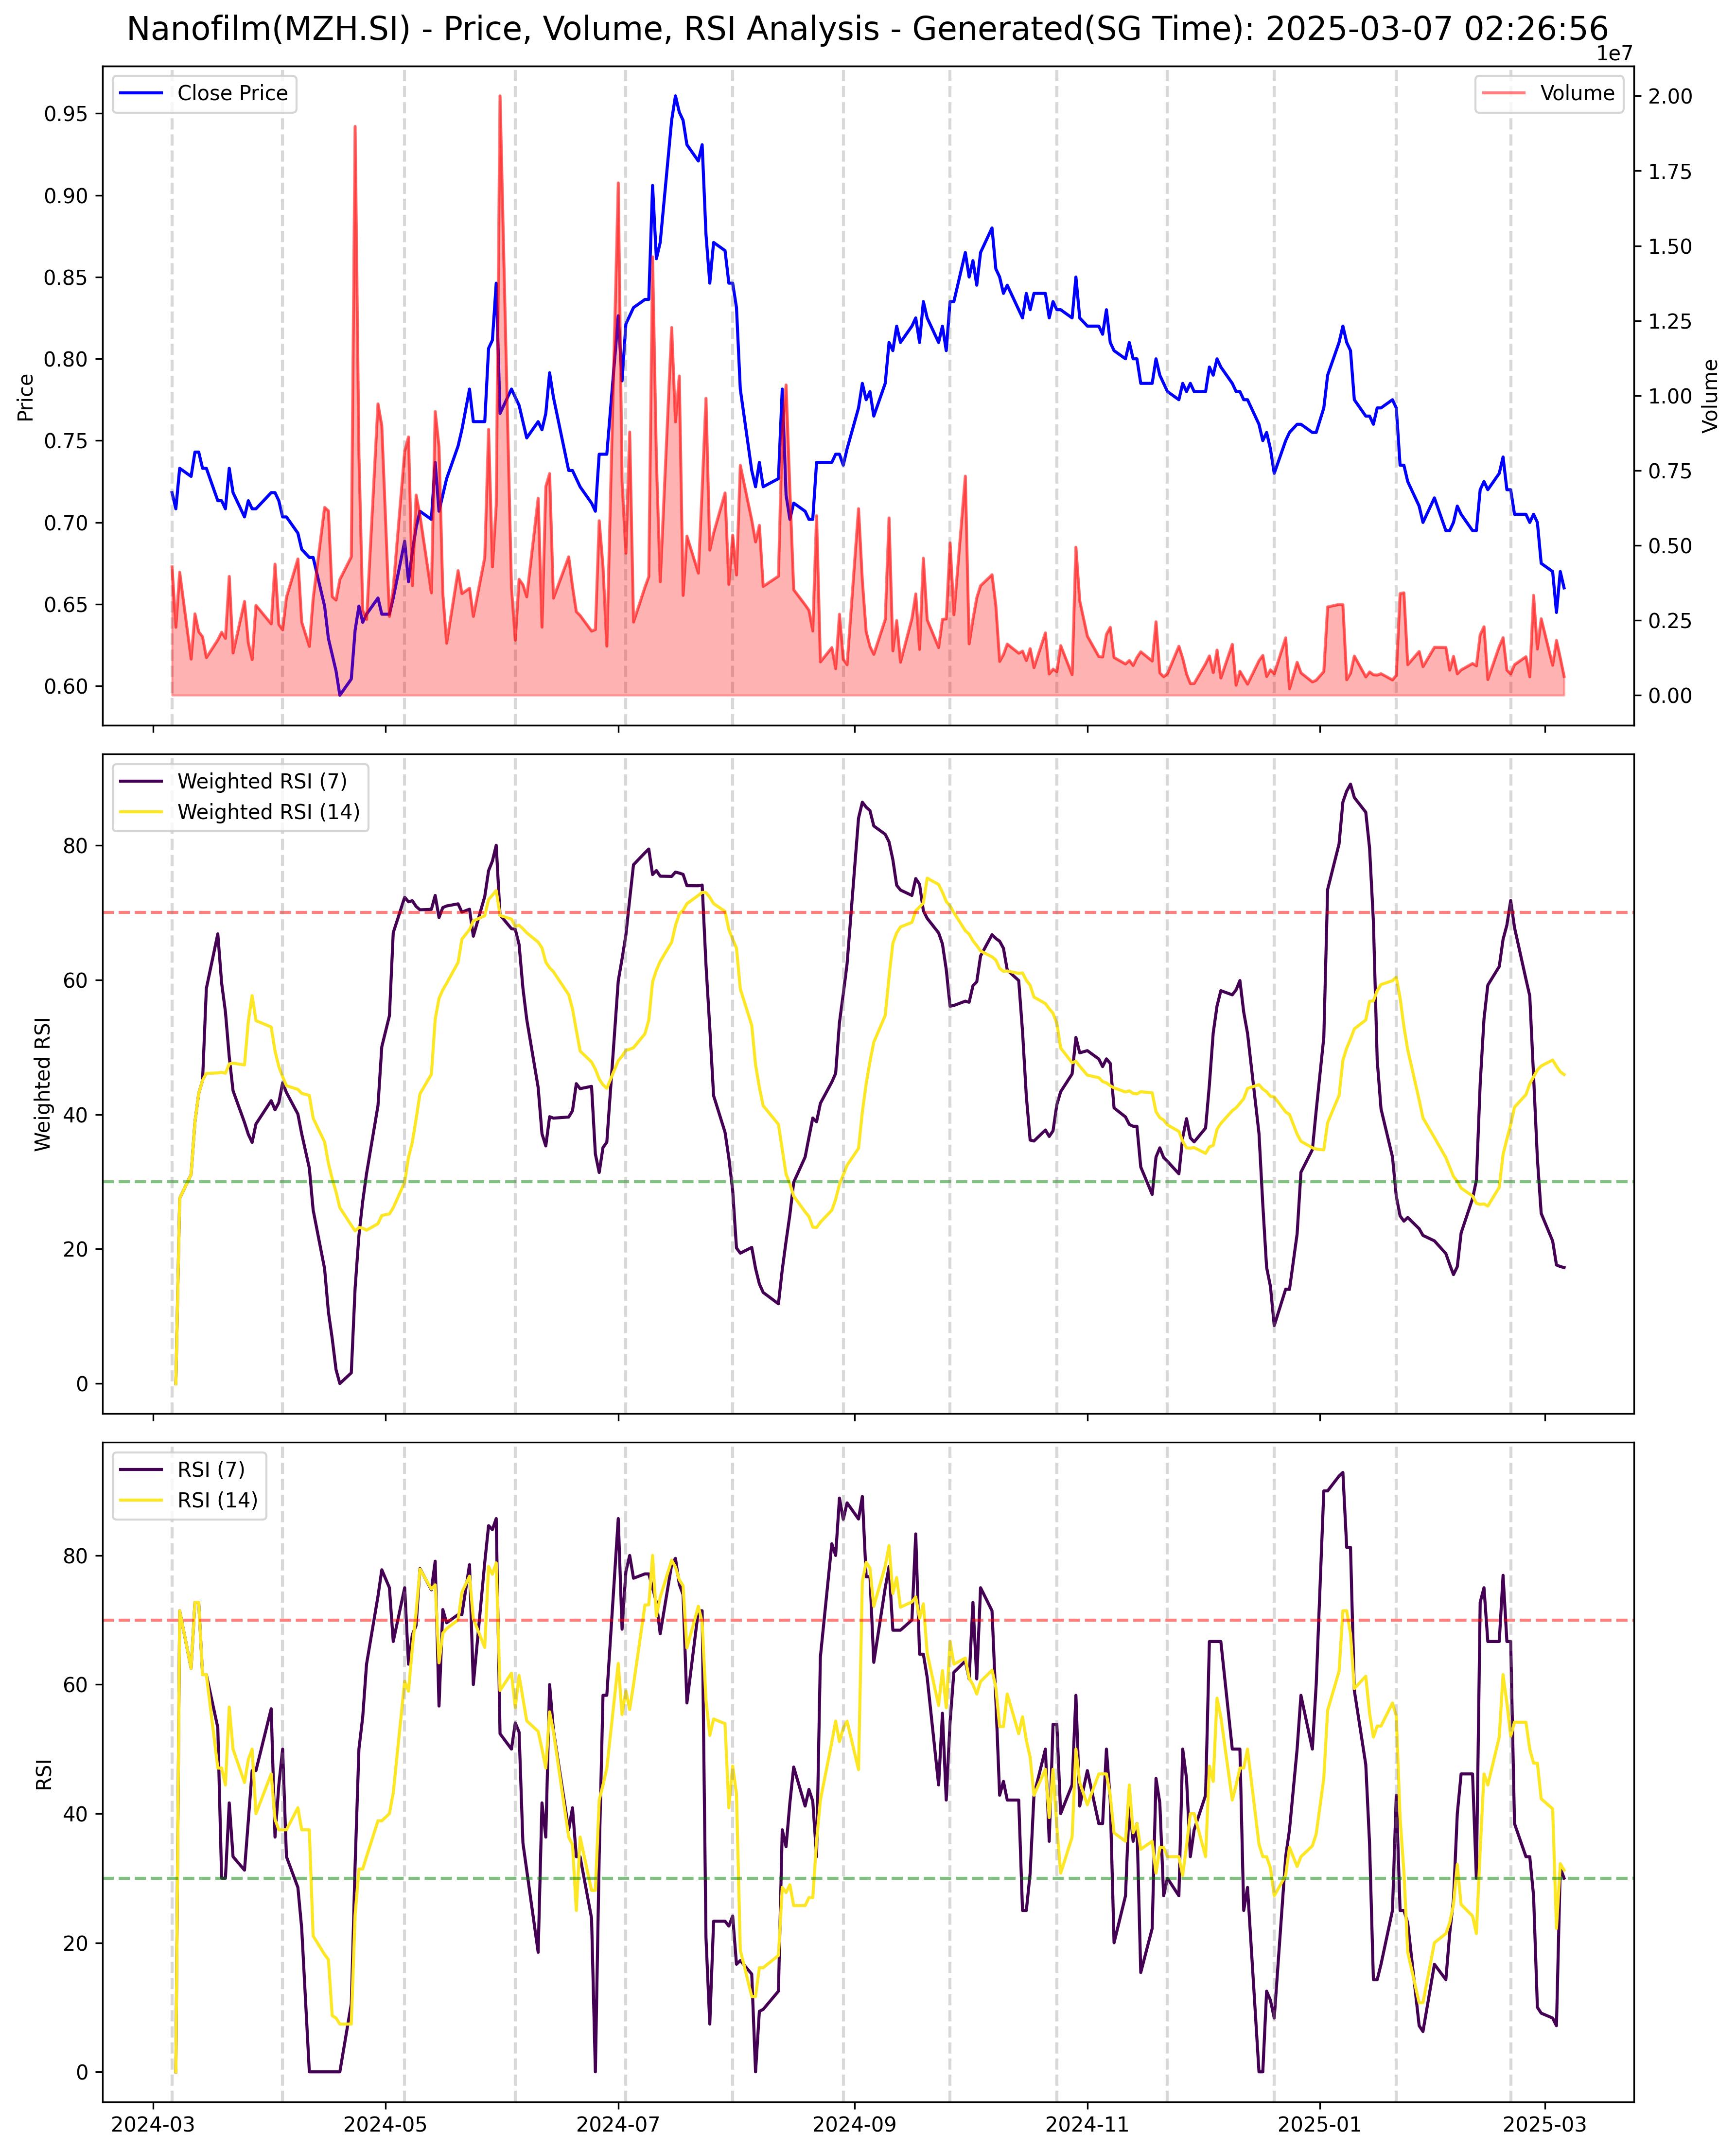 Nanofilm(MZH.SI) - Price, Volume, RSI Analysis - Generated(SG Time): 2025-03-07 02:26:56
1e7
Close Price
Volume
0.95
0.90
0.85
0.80
0.75
0.70
0.65
0.60
Price
2.00
1.75
1.50
1.25
1.00
0.75
0.50
0.25
0.00
Volume
Weighted RSI (7)
Weighted RSI (14)
80
60
40
20
0
Weighted RSI
RSI (7)
RSI (14)
80
60
40
20
0
RSI
2024-03
2024-05
2024-07
2024-09
2024-11
2025-01
2025-03